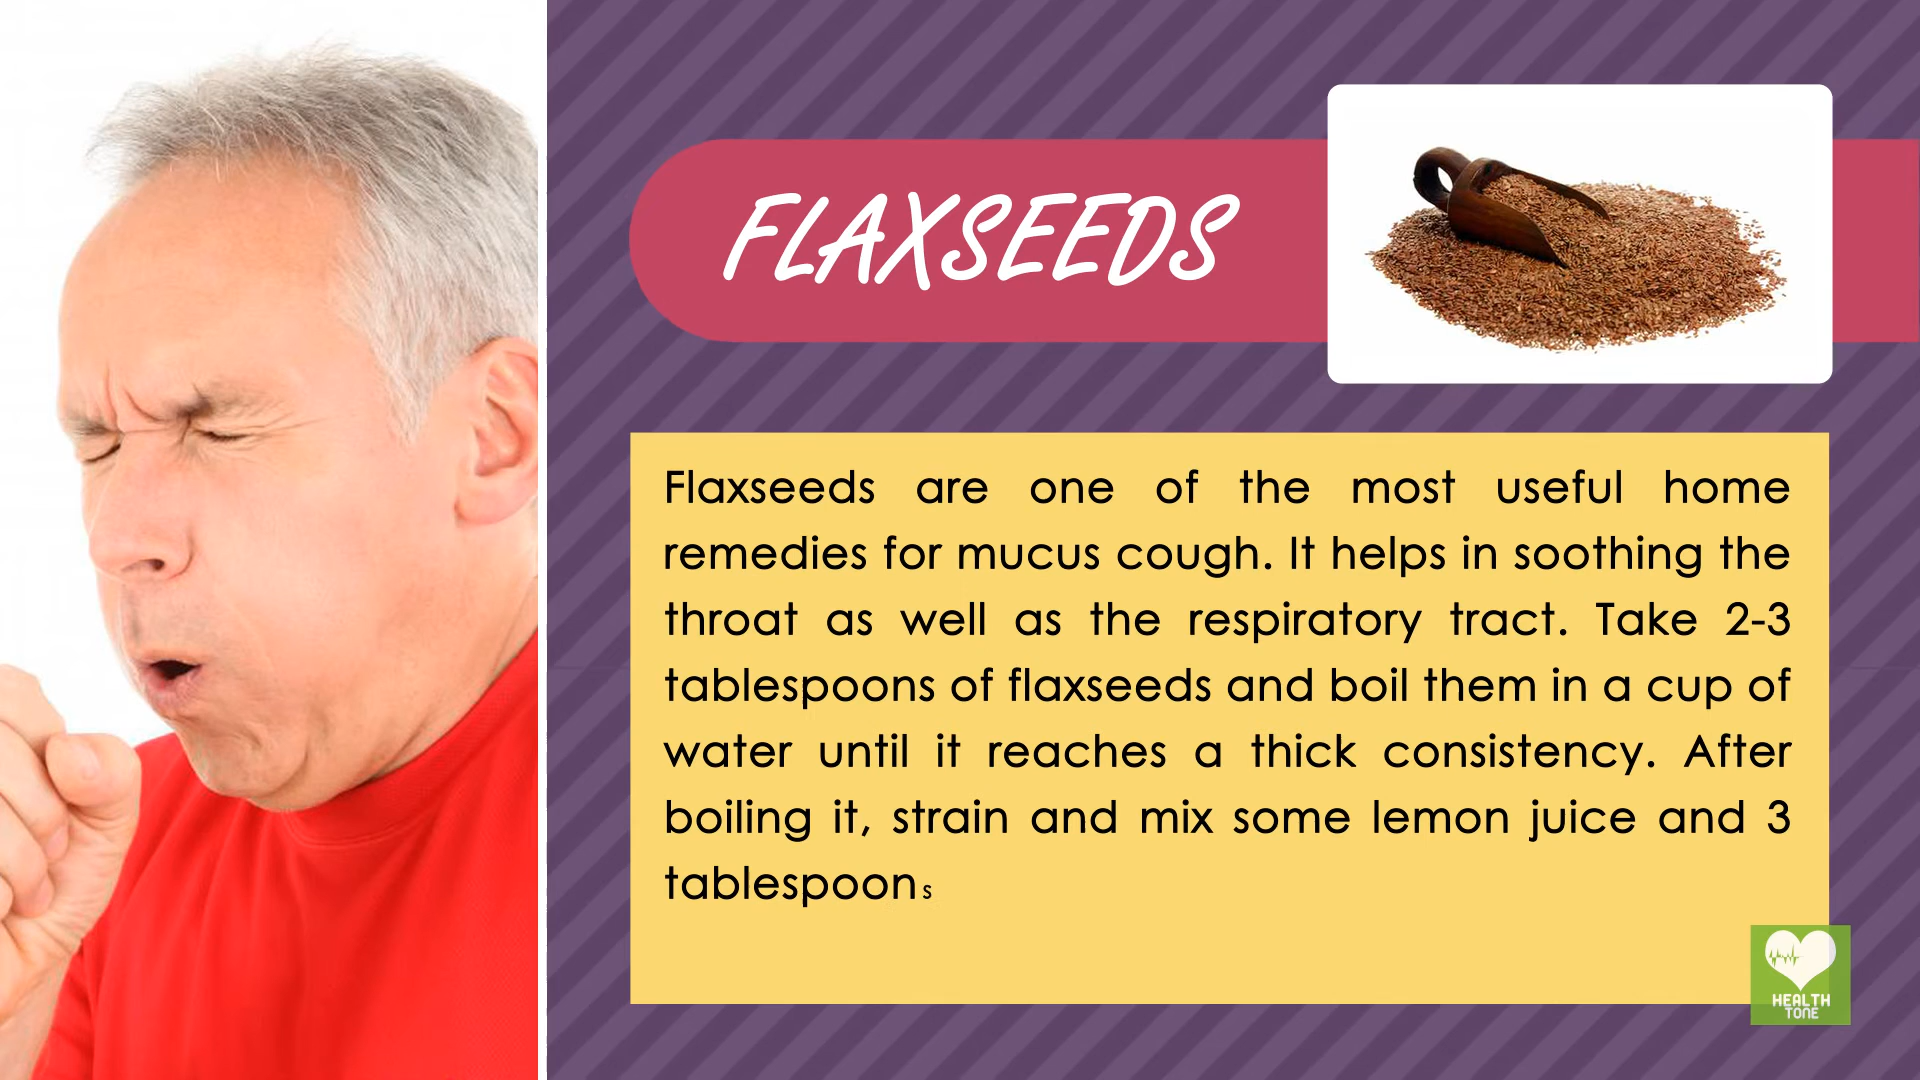 FLAXSEEDS
Flaxseeds are one of the most useful home
remedies for mucus cough. It helps in soothing the
throat as well as the respiratory tract. Take 2-3
tablespoons of flaxseeds and boil them in a cup of
water until it reaches a thick consistency. After
boiling it, strain and mix some lemon juice and 3
tablespoons
HEALTH
TONE